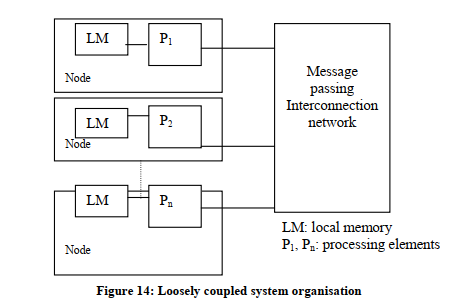 LM
P₁
Node
LM
P₂
Node
LM
Pₙ
Node
Message
passing
Interconnection
network
LM: local memory
P₁, Pₙ: processing elements
Figure 14: Loosely coupled system organisation